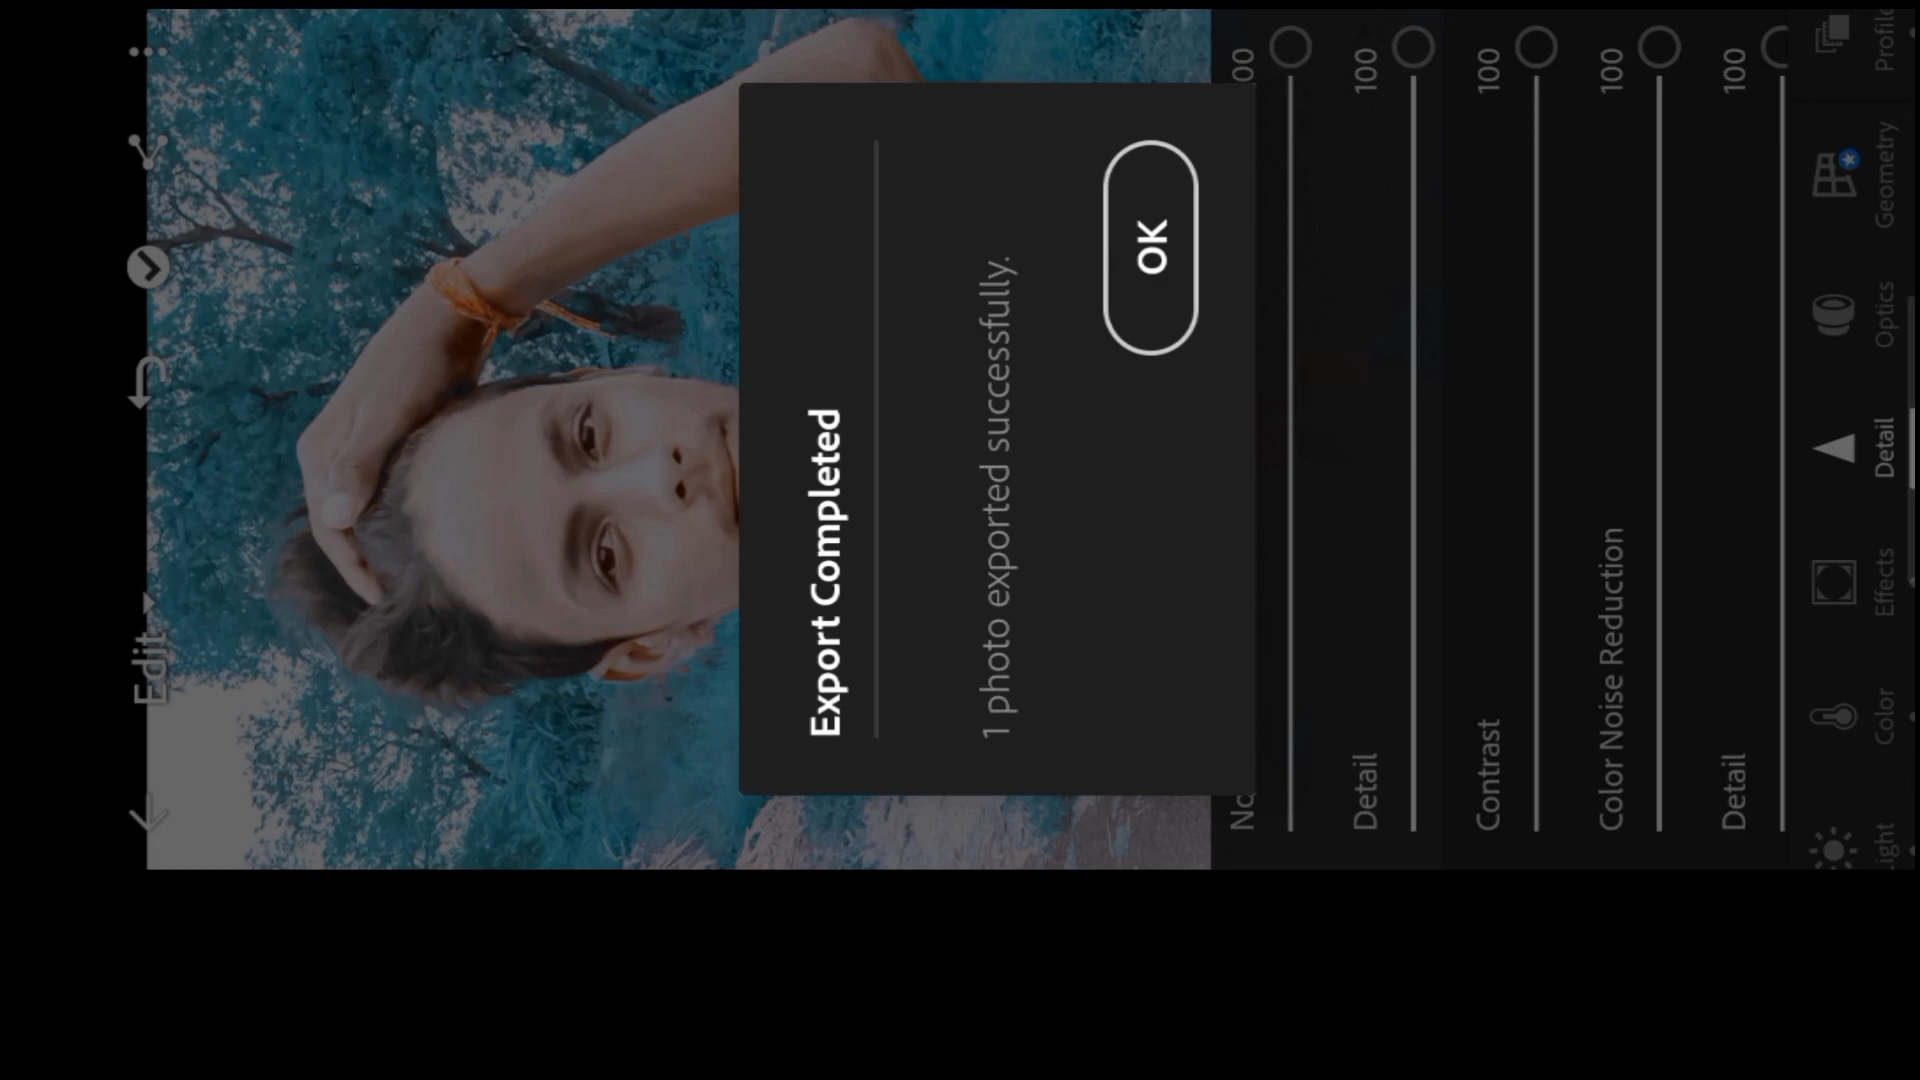 Edit
Export Completed
1 photo exported successfully.
OK
Detail 100
Contrast 100
Color Noise Reduction 100
Detail 100
Color
Effects
Detail
Optics
Geometry